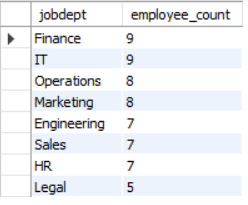 jobdept employee_count
Finance 9
IT 9
Operations 8
Marketing 8
Engineering 7
Sales 7
HR 7
Legal 5